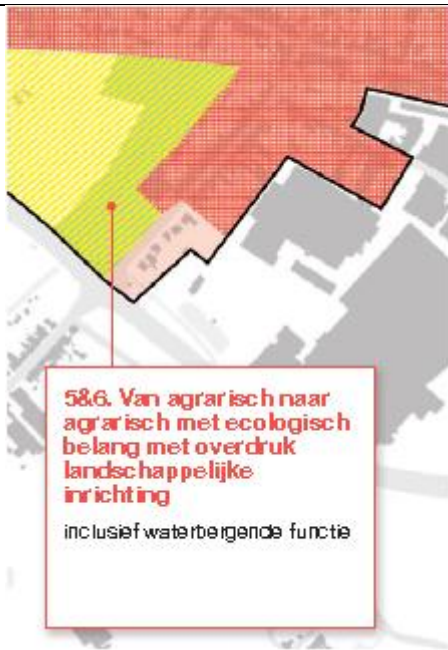 5&6. Van agrarisch naar
agrarisch met ecologisch
belang met overdruk
landschappelijke
inrichting
inclusief waterbergende functie